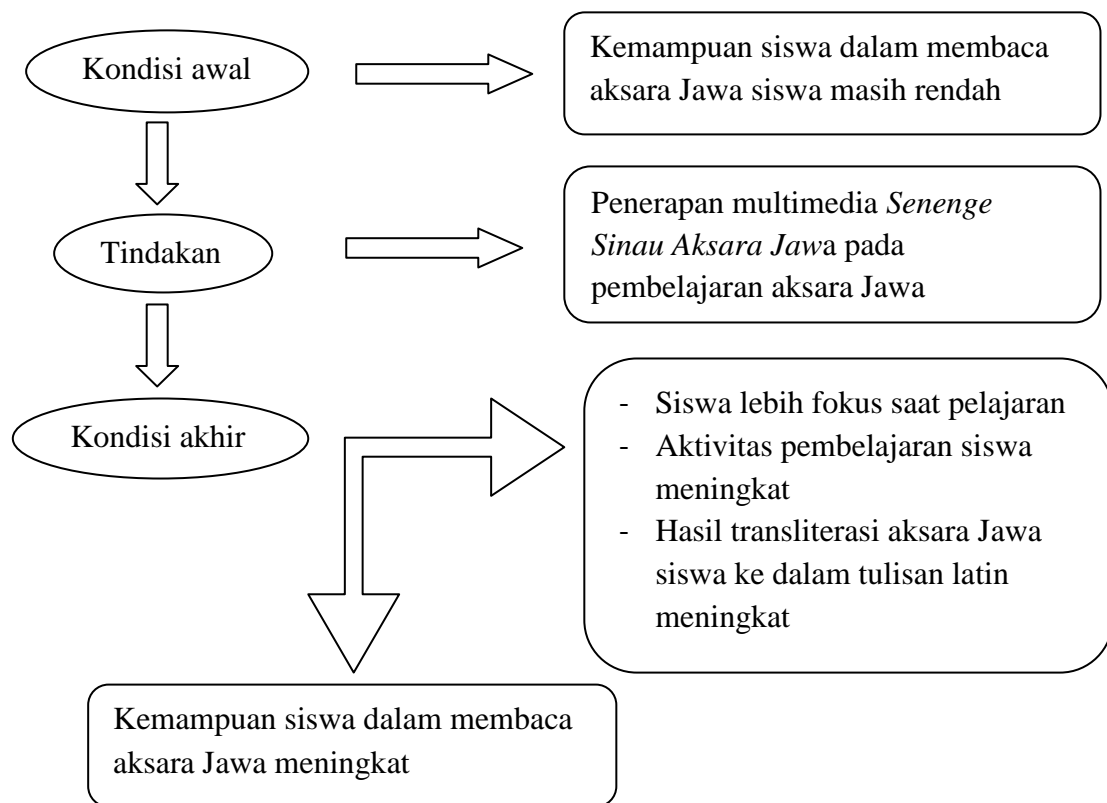 Kondisi awal
Kemampuan siswa dalam membaca
aksara Jawa siswa masih rendah
Tindakan
Penerapan multimedia Senenge
Sinau Aksara Jawa pada
pembelajaran aksara Jawa
Kondisi akhir
- Siswa lebih fokus saat pelajaran
- Aktivitas pembelajaran siswa
meningkat
- Hasil transliterasi aksara Jawa
siswa ke dalam tulisan latin
meningkat
Kemampuan siswa dalam membaca
aksara Jawa meningkat